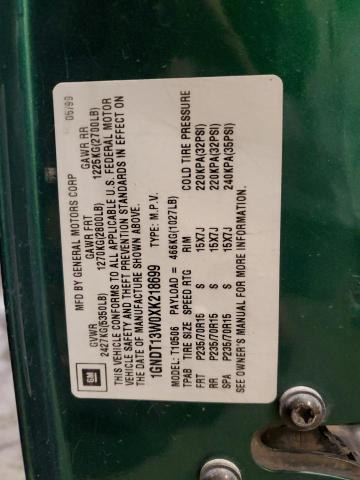 MFD BY GENERAL MOTORS CORP 06/99
GVWR GAWR FRT GAWR RR
2427KG(5350LB) 1270KG(2800LB) 1225KG(2700LB)
THIS VEHICLE CONFORMS TO ALL APPLICABLE U.S. FEDERAL MOTOR
VEHICLE SAFETY AND THEFT PREVENTION STANDARDS IN EFFECT ON
THE DATE OF MANUFACTURE SHOWN ABOVE.
1GNDT13W0XK218699 TYPE: M.P.V.
MODEL: T10506 PAYLOAD = 466KG(1027LB)
TPAB TIRE SIZE SPEED RTG RIM COLD TIRE PRESSURE
FRT P235/70R15 S 15X7J 220KPA(32PSI)
RR P235/70R15 S 15X7J 220KPA(32PSI)
SPA P235/70R15 S 15X7J 240KPA(35PSI)
SEE OWNER'S MANUAL FOR MORE INFORMATION.
GM